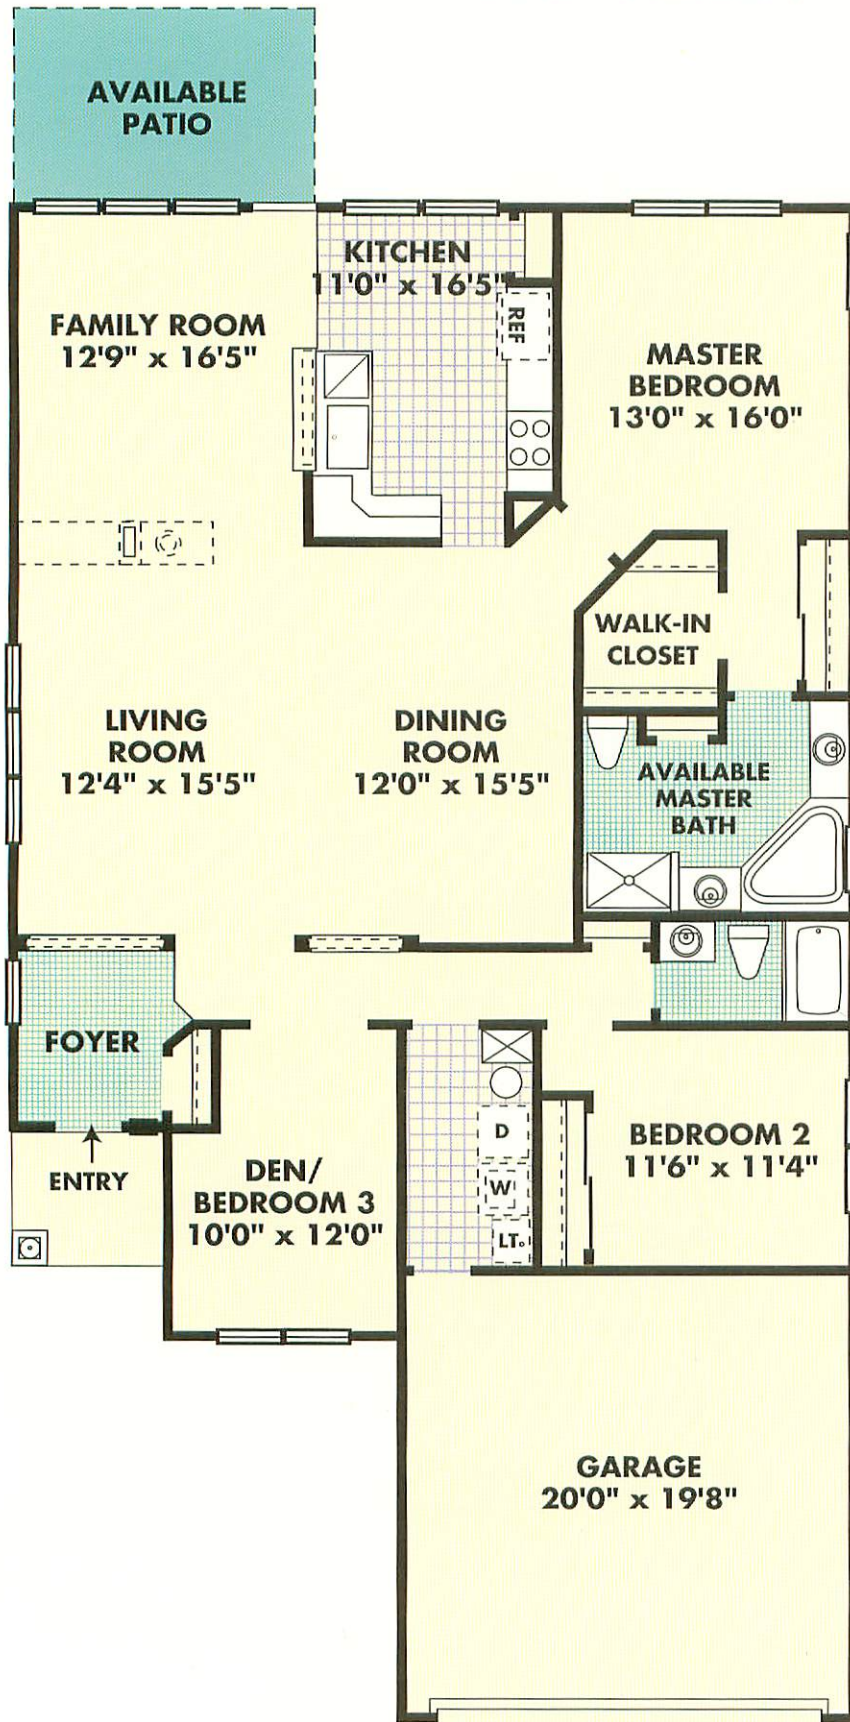 AVAILABLE
PATIO
KITCHEN
11'0" x 16'5"
FAMILY ROOM
12'9" x 16'5"
REF
MASTER
BEDROOM
13'0" x 16'0"
WALK-IN
CLOSET
LIVING
ROOM
12'4" x 15'5"
DINING
ROOM
12'0" x 15'5"
AVAILABLE
MASTER
BATH
FOYER
ENTRY
DEN/
BEDROOM 3
10'0" x 12'0"
D
W
LT.
BEDROOM 2
11'6" x 11'4"
GARAGE
20'0" x 19'8"